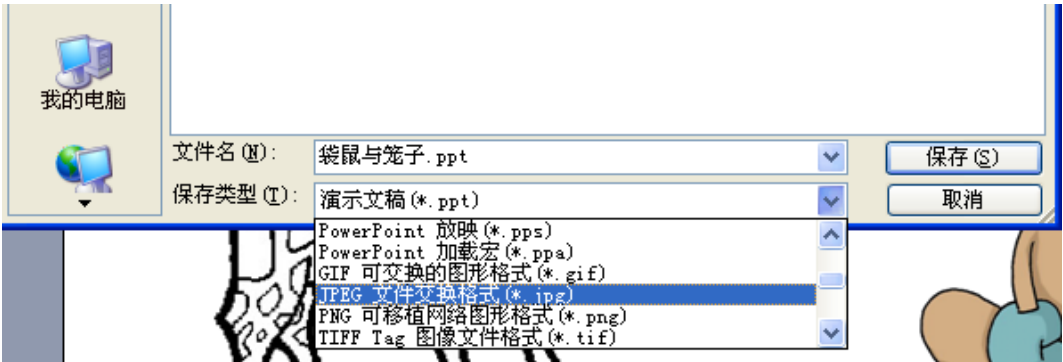 我的电脑
文件名(N): 袋鼠与笼子.ppt 保存(S)
保存类型(T): 演示文稿(*.ppt) 取消
PowerPoint 放映(*.pps)
PowerPoint 加载宏(*.ppa)
GIF 可交换的图形格式(*.gif)
JPEG 文件交换格式(*.jpg)
PNG 可移植网络图形格式(*.png)
TIFF Tag 图像文件格式(*.tif)